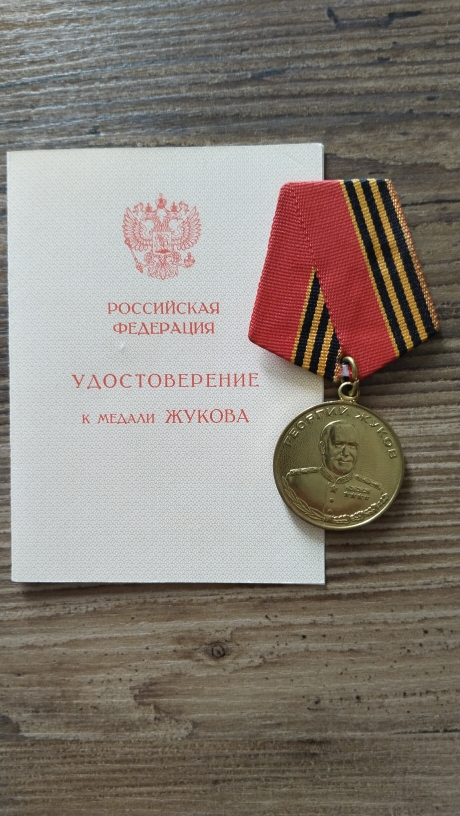 РОССИЙСКАЯ
ФЕДЕРАЦИЯ
УДОСТОВЕРЕНИЕ
К МЕДАЛИ ЖУКОВА
ГЕОРГИЙ ЖУКОВ